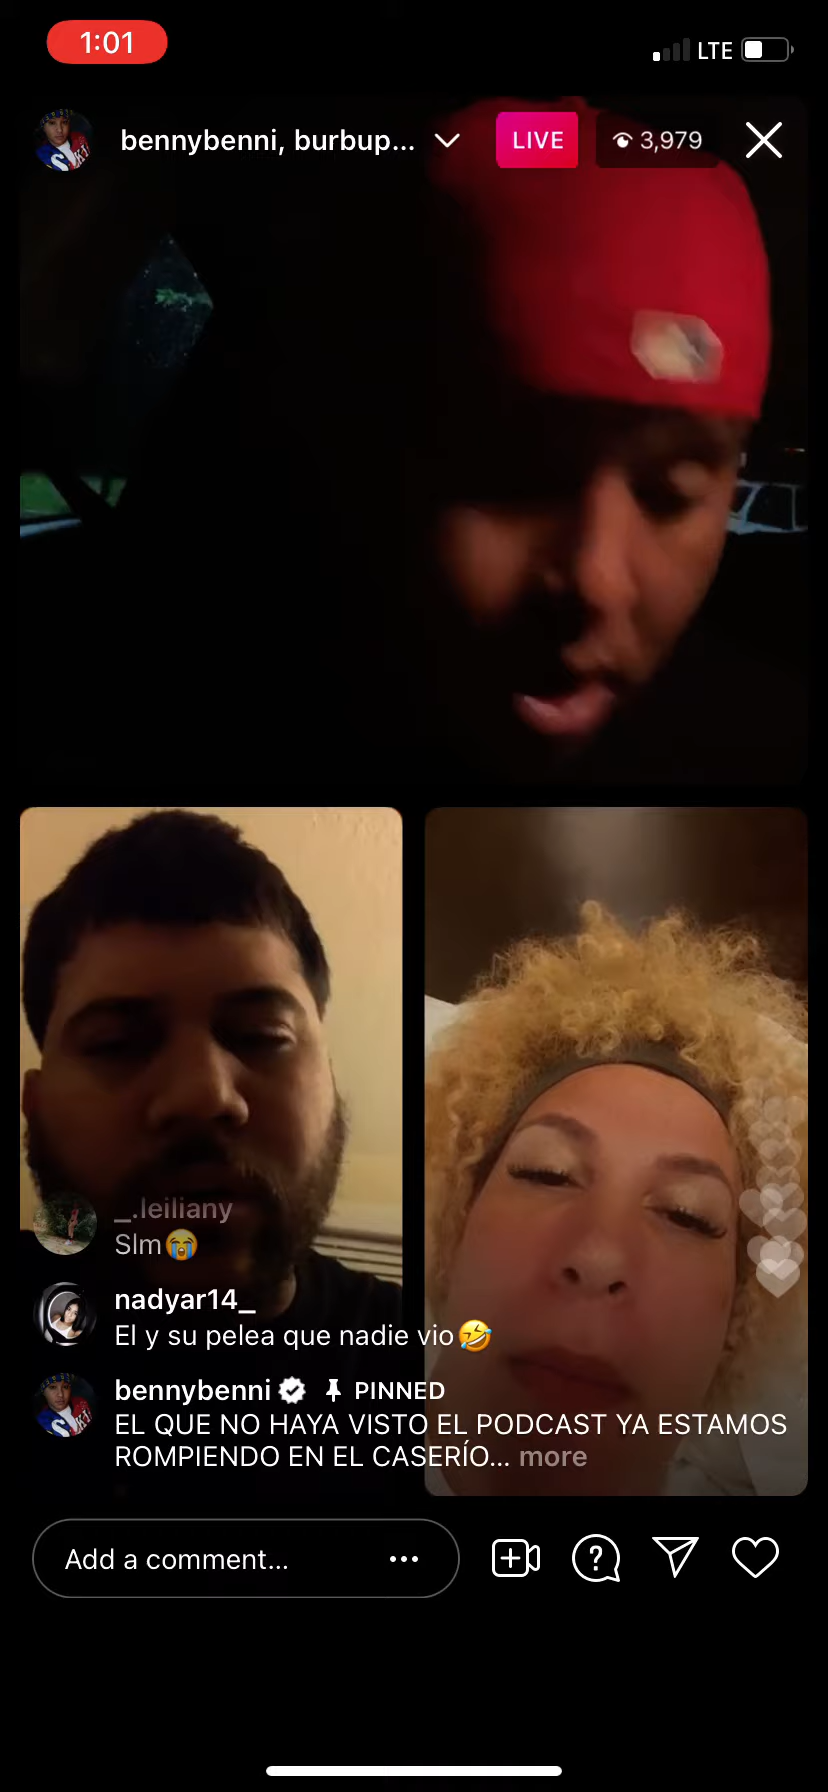 1:01
LTE
bennybenni, burbup...
LIVE
3,979
_.leiliany
Slm😭
nadyar14_
El y su pelea que nadie vio🤣
bennybenni PINNED
EL QUE NO HAYA VISTO EL PODCAST YA ESTAMOS
ROMPIENDO EN EL CASERÍO... more
Add a comment...